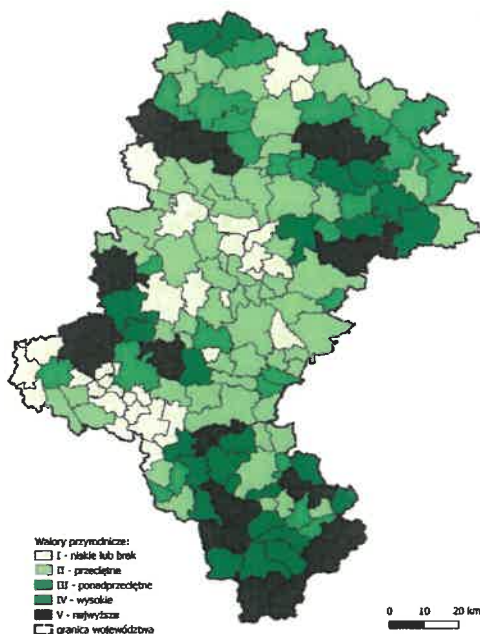 Walory przyrodnicze:
I - niskie lub brak
II - przeciętne
III - ponadprzeciętne
IV - wysokie
V - najwyższe
granica województwa
0 10 20 km